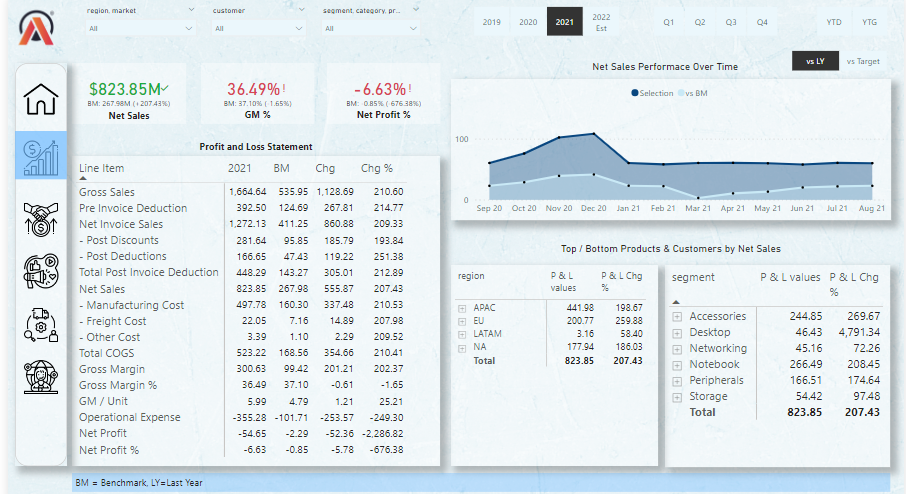 region, market
customer
segment, category, pr...
All
All
All
2019
2020
2021
2022
Est
Q1
Q2
Q3
Q4
YTD
YTG
vs LY
vs Target
$823.85M
BM: 267.98M (+207.43%)
Net Sales
36.49%!
BM: 37.10% (-1.65%)
GM %
-6.63%!
BM: -0.85% (-676.38%)
Net Profit %
Net Sales Performace Over Time
Selection
vs BM
100
0
Sep 20 Oct 20 Nov 20 Dec 20 Jan 21 Feb 21 Mar 21 Apr 21 May 21 Jun 21 Jul 21 Aug 21
Profit and Loss Statement
Line Item 2021 BM Chg Chg %
Gross Sales 1,664.64 535.95 1,128.69 210.60
Pre Invoice Deduction 392.50 124.69 267.81 214.77
Net Invoice Sales 1,272.13 411.25 860.88 209.33
- Post Discounts 281.64 95.85 185.79 193.84
- Post Deductions 166.65 47.43 119.22 251.38
Total Post Invoice Deduction 448.29 143.27 305.01 212.89
Net Sales 823.85 267.98 555.87 207.43
- Manufacturing Cost 497.78 160.30 337.48 210.53
- Freight Cost 22.05 7.16 14.89 207.98
- Other Cost 3.39 1.10 2.29 209.52
Total COGS 523.22 168.56 354.66 210.41
Gross Margin 300.63 99.42 201.21 202.37
Gross Margin % 36.49 37.10 -0.61 -1.65
GM / Unit 5.99 4.79 1.21 25.21
Operational Expense -355.28 -101.71 -253.57 -249.30
Net Profit -54.65 -2.29 -52.36 -2,286.82
Net Profit % -6.63 -0.85 -5.78 -676.38
Top / Bottom Products & Customers by Net Sales
region P & L values P & L Chg %
APAC 441.98 198.67
EU 200.77 259.88
LATAM 3.16 58.40
NA 177.94 186.03
Total 823.85 207.43
segment P & L values P & L Chg %
Accessories 244.85 269.67
Desktop 46.43 4,791.34
Networking 45.16 72.26
Notebook 266.49 208.45
Peripherals 166.51 174.64
Storage 54.42 97.48
Total 823.85 207.43
BM = Benchmark, LY=Last Year